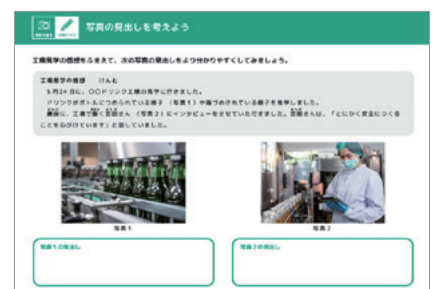 写真の見出しを考えよう
工場見学の感想をふまえて、次の写真の見出しをより分かりやすくしてみましょう。
工場見学の感想 けんと
5月24日に、〇〇ドリンク工場の見学に行きました。
ドリンクがボトルにつめられている様子（写真1）や箱づめされている様子を見学しました。
最後に、工場で働く吉田さん（写真2）にインタビューをさせていただきました。吉田さんは、「とにかく安全につくる
ことを心がけています」と話していました。
写真1
写真2
写真1の見出し
写真2の見出し